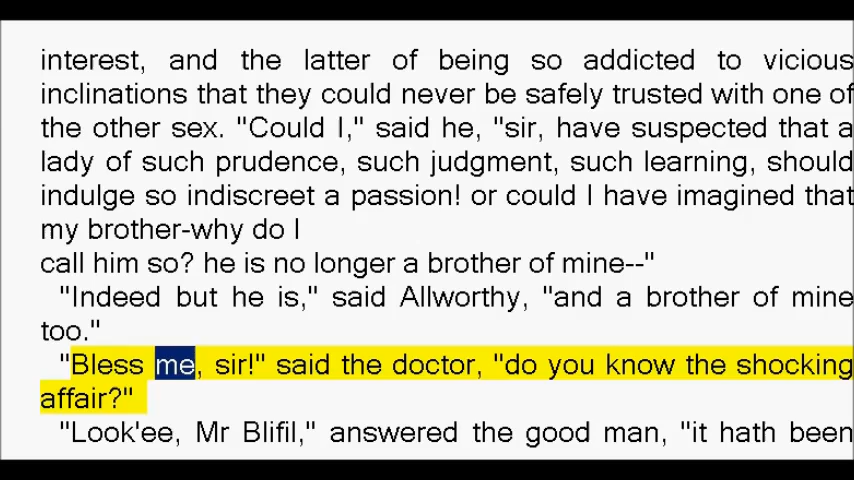 interest, and the latter of being so addicted to vicious
inclinations that they could never be safely trusted with one of
the other sex. "Could I," said he, "sir, have suspected that a
lady of such prudence, such judgment, such learning, should
indulge so indiscreet a passion! or could I have imagined that
my brother-why do I
call him so? he is no longer a brother of mine--"
"Indeed but he is," said Allworthy, "and a brother of mine
too."
"Bless me, sir!" said the doctor, "do you know the shocking
affair?"
"Look'ee, Mr Blifil," answered the good man, "it hath been